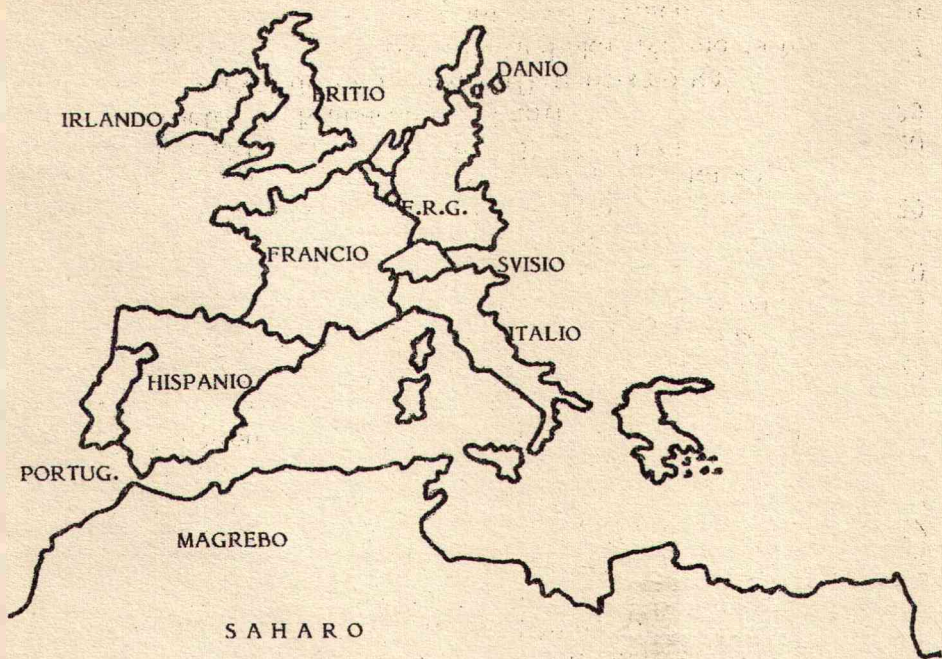 DANIO
BRITIO
IRLANDO
F.R.G.
FRANCIO
SVISIO
ITALIO
HISPANIO
PORTUG.
MAGREBO
SAHARO